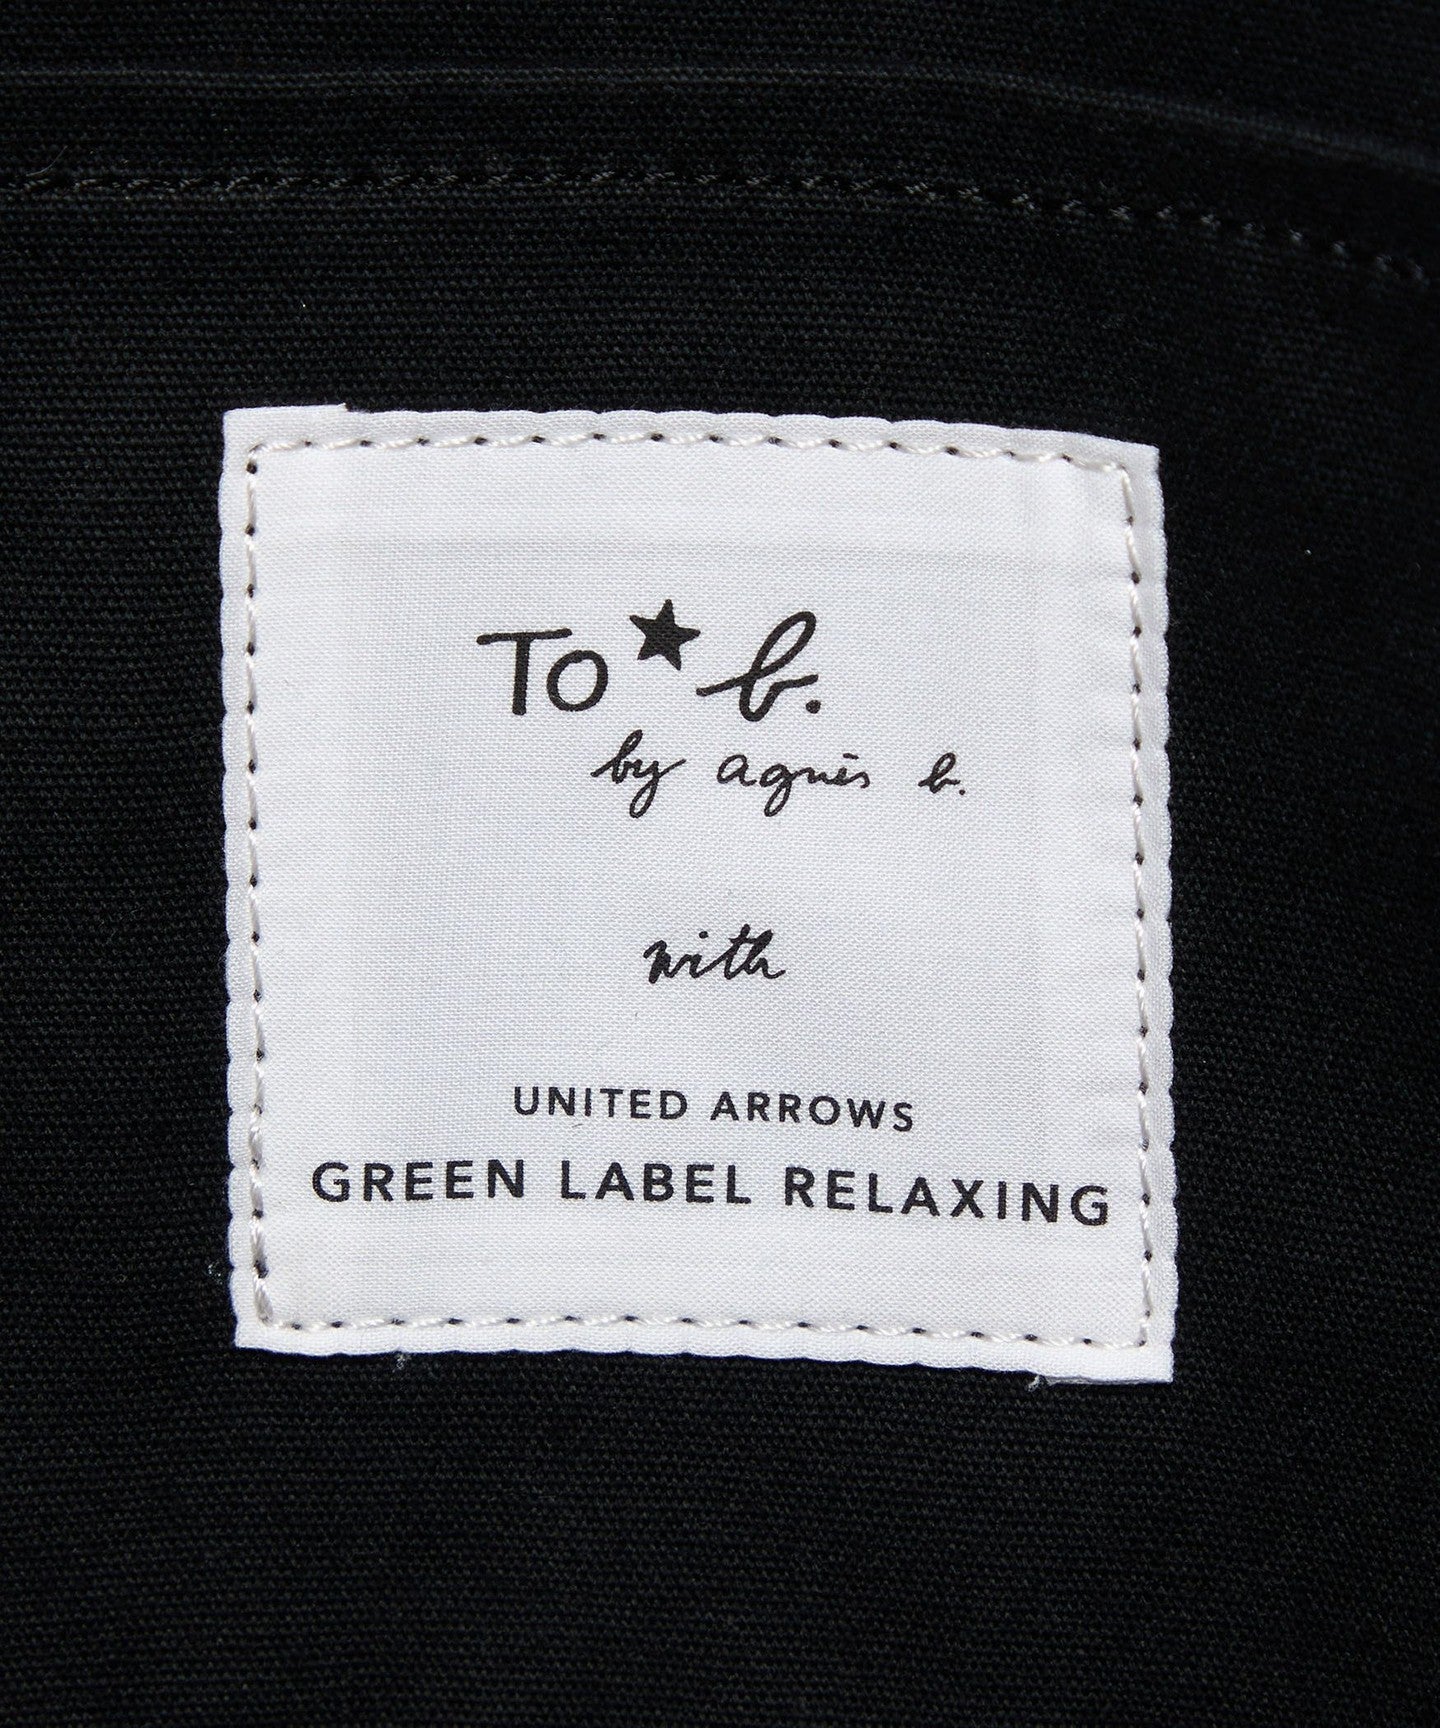 TO★b.
by agnès b.
with
UNITED ARROWS
GREEN LABEL RELAXING